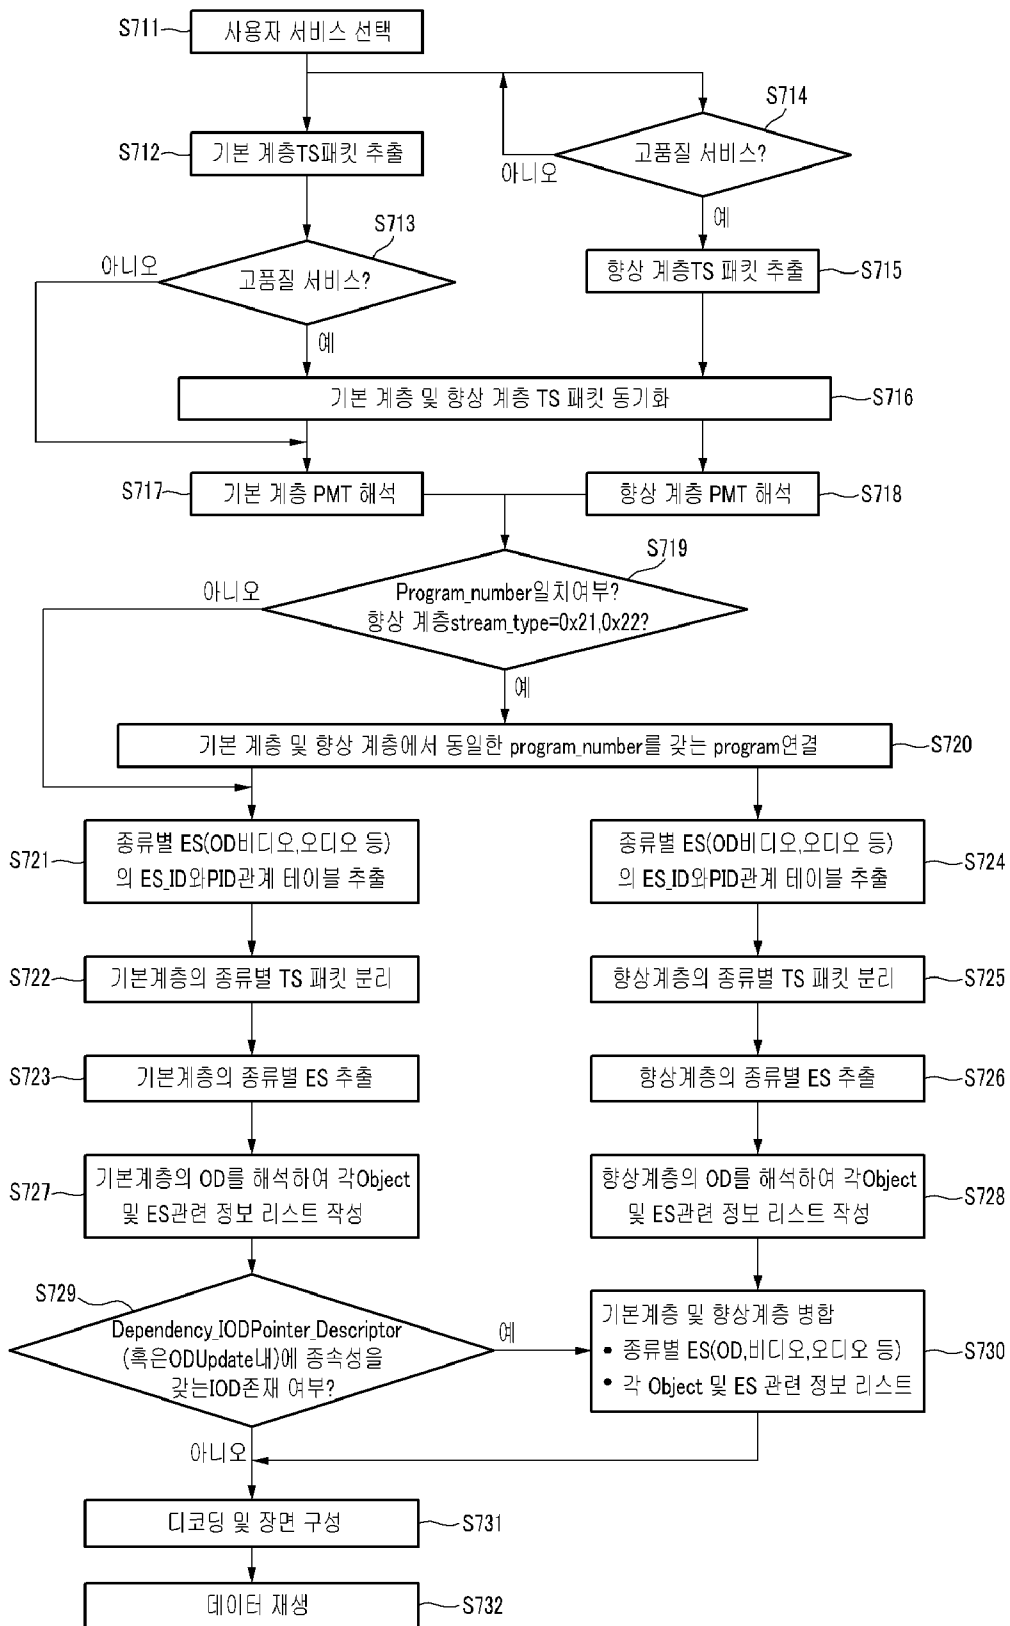 S711
사용자 서비스 선택
S714
S712
기본 계층TS패킷 추출
고품질 서비스?
아니오
예
S713
아니오
고품질 서비스?
향상 계층TS 패킷 추출
S715
예
기본 계층 및 향상 계층 TS 패킷 동기화
S716
S717
기본 계층 PMT 해석
향상 계층 PMT 해석
S718
S719
아니오
Program_number일치여부?
향상 계층stream_type=0x21,0x22?
예
기본 계층 및 향상 계층에서 동일한 program_number를 갖는 program연결
S720
S721
종류별 ES(OD비디오,오디오 등)
의 ES_ID와PID관계 테이블 추출
종류별 ES(OD비디오,오디오 등)
의 ES_ID와PID관계 테이블 추출
S724
S722
기본계층의 종류별 TS 패킷 분리
향상계층의 종류별 TS 패킷 분리
S725
S723
기본계층의 종류별 ES 추출
향상계층의 종류별 ES 추출
S726
S727
기본계층의 OD를 해석하여 각Object
및 ES관련 정보 리스트 작성
향상계층의 OD를 해석하여 각Object
및 ES관련 정보 리스트 작성
S728
S729
Dependency_IODPointer_Descriptor
(혹은ODUpdate내)에 종속성을
갖는IOD존재 여부?
예
기본계층 및 향상계층 병합
• 종류별 ES(OD,비디오,오디오 등)
• 각 Object 및 ES 관련 정보 리스트
S730
아니오
디코딩 및 장면 구성
S731
데이터 재생
S732